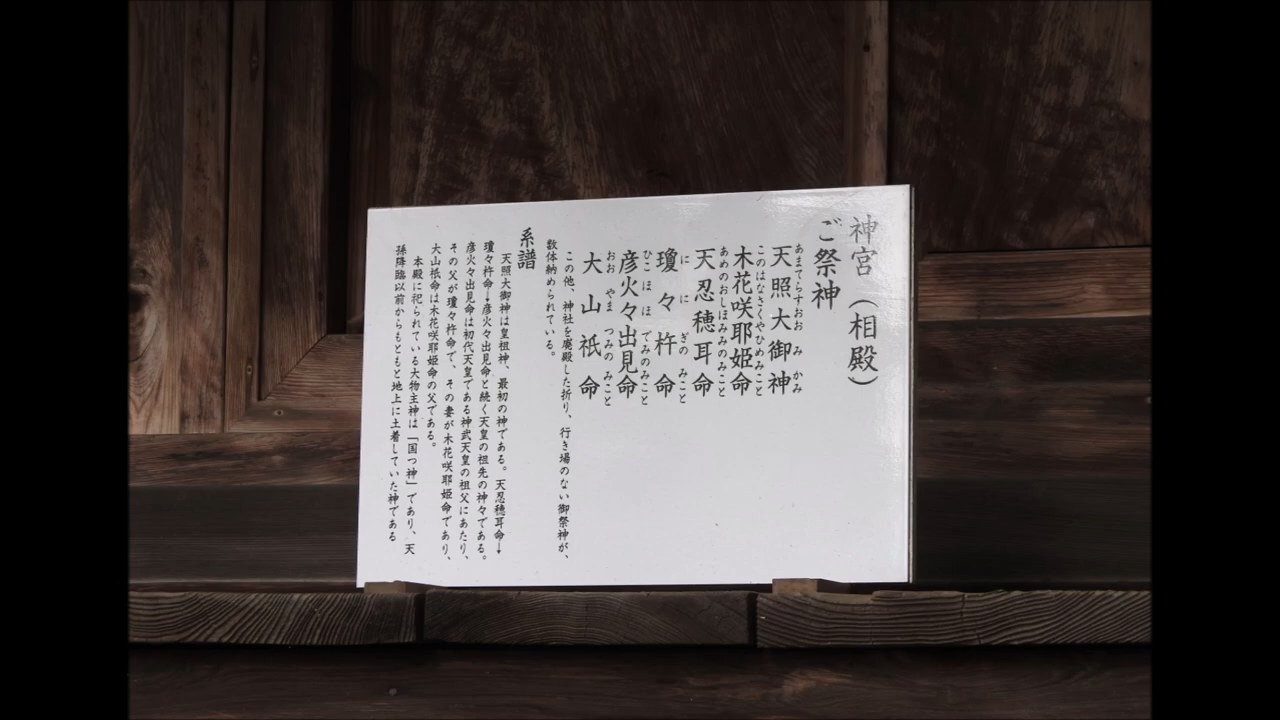 神宮（相殿）
ご祭神
天照大御神
あまてらすおおみかみ
木花咲耶姫命
このはなさくやひめみこと
天忍穂耳命
あめのおしほみみのみこと
瓊々杵命
ににぎのみこと
彦火々出見命
ひこほほでみのみこと
大山祇命
おおやまつみのみこと
この他、神社を廃殿した折り、行き場のない御祭神が、
数体納められている。
系譜
天照大御神は皇祖神、最初の神である。天忍穂耳命→
瓊々杵命→彦火々出見命と続く天皇の祖先の神々である。
彦火々出見命は初代天皇である神武天皇の祖父にあたり、
その父が瓊々杵命で、その妻が木花咲耶姫命であり、
大山祇命は木花咲耶姫命の父である。
本殿に祀られている大物主神は「国つ神」であり、天
孫降臨以前からもともと地上に土着していた神である